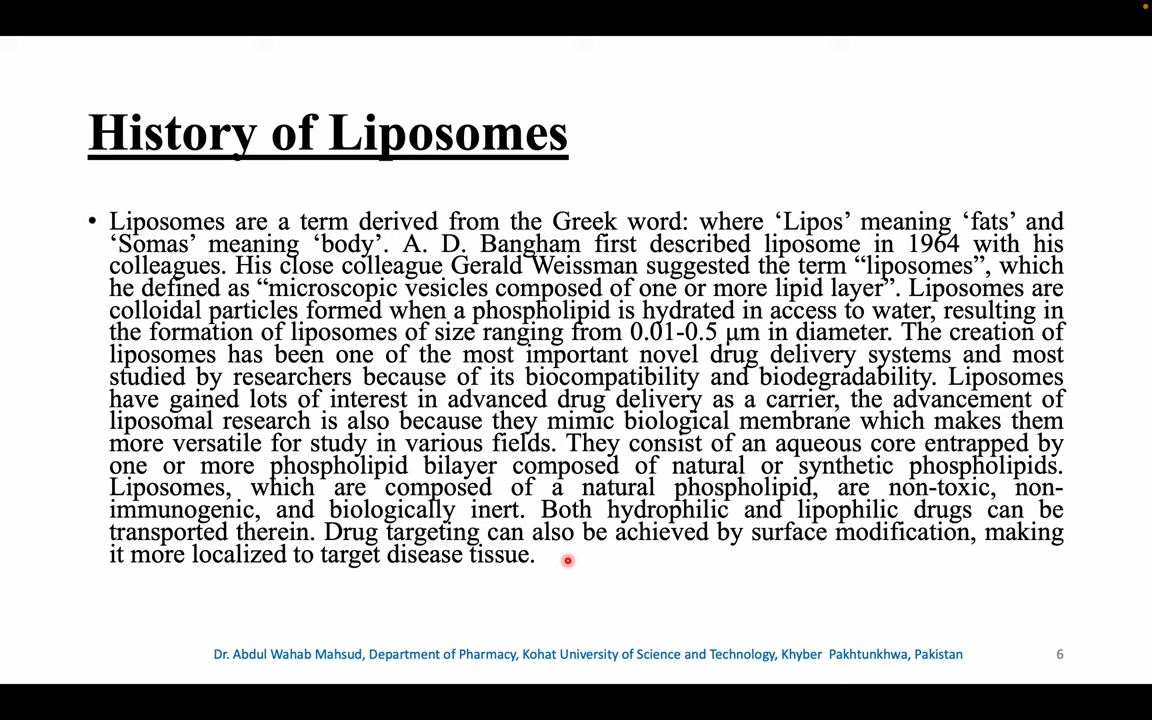 History of Liposomes
• Liposomes are a term derived from the Greek word: where ‘Lipos’ meaning ‘fats’ and
‘Somas’ meaning ‘body’. A. D. Bangham first described liposome in 1964 with his
colleagues. His close colleague Gerald Weissman suggested the term “liposomes”, which
he defined as “microscopic vesicles composed of one or more lipid layer”. Liposomes are
colloidal particles formed when a phospholipid is hydrated in access to water, resulting in
the formation of liposomes of size ranging from 0.01-0.5 μm in diameter. The creation of
liposomes has been one of the most important novel drug delivery systems and most
studied by researchers because of its biocompatibility and biodegradability. Liposomes
have gained lots of interest in advanced drug delivery as a carrier, the advancement of
liposomal research is also because they mimic biological membrane which makes them
more versatile for study in various fields. They consist of an aqueous core entrapped by
one or more phospholipid bilayer composed of natural or synthetic phospholipids.
Liposomes, which are composed of a natural phospholipid, are non-toxic, non-
immunogenic, and biologically inert. Both hydrophilic and lipophilic drugs can be
transported therein. Drug targeting can also be achieved by surface modification, making
it more localized to target disease tissue.
Dr. Abdul Wahab Mahsud, Department of Pharmacy, Kohat University of Science and Technology, Khyber Pakhtunkhwa, Pakistan
6